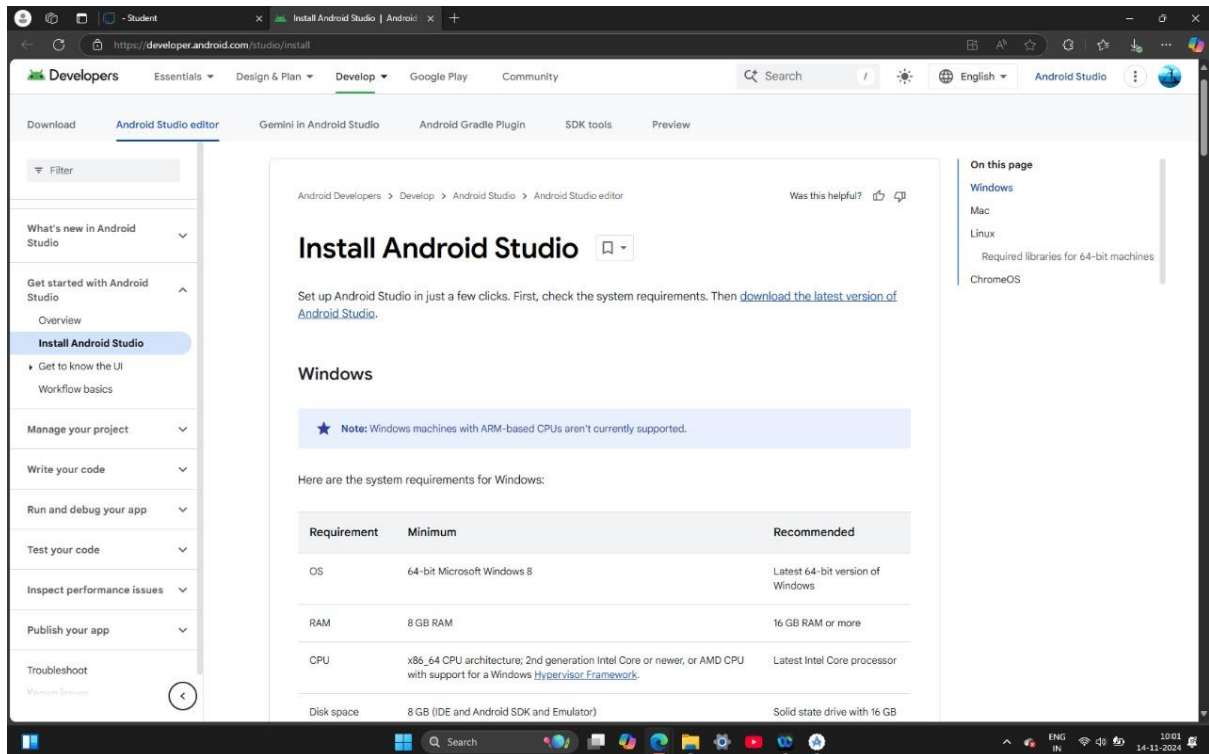 - Student
Install Android Studio | Android
https://developer.android.com/studio/install
Developers Essentials Design & Plan Develop Google Play Community Search / English Android Studio
Download Android Studio editor Gemini in Android Studio Android Gradle Plugin SDK tools Preview
Filter
What's new in Android
Studio
Get started with Android
Studio
Overview
Install Android Studio
Get to know the UI
Workflow basics
Manage your project
Write your code
Run and debug your app
Test your code
Inspect performance issues
Publish your app
Troubleshoot
Known Issues
Android Developers > Develop > Android Studio > Android Studio editor
Was this helpful?
Install Android Studio
Set up Android Studio in just a few clicks. First, check the system requirements. Then download the latest version of
Android Studio.
Windows
Note: Windows machines with ARM-based CPUs aren't currently supported.
Here are the system requirements for Windows:
Requirement Minimum Recommended
OS 64-bit Microsoft Windows 8 Latest 64-bit version of
Windows
RAM 8 GB RAM 16 GB RAM or more
CPU x86_64 CPU architecture; 2nd generation Intel Core or newer, or AMD CPU Latest Intel Core processor
with support for a Windows Hypervisor Framework.
Disk space 8 GB (IDE and Android SDK and Emulator) Solid state drive with 16 GB
On this page
Windows
Mac
Linux
Required libraries for 64-bit machines
ChromeOS
Search
ENG
IN
10:01
14-11-2024